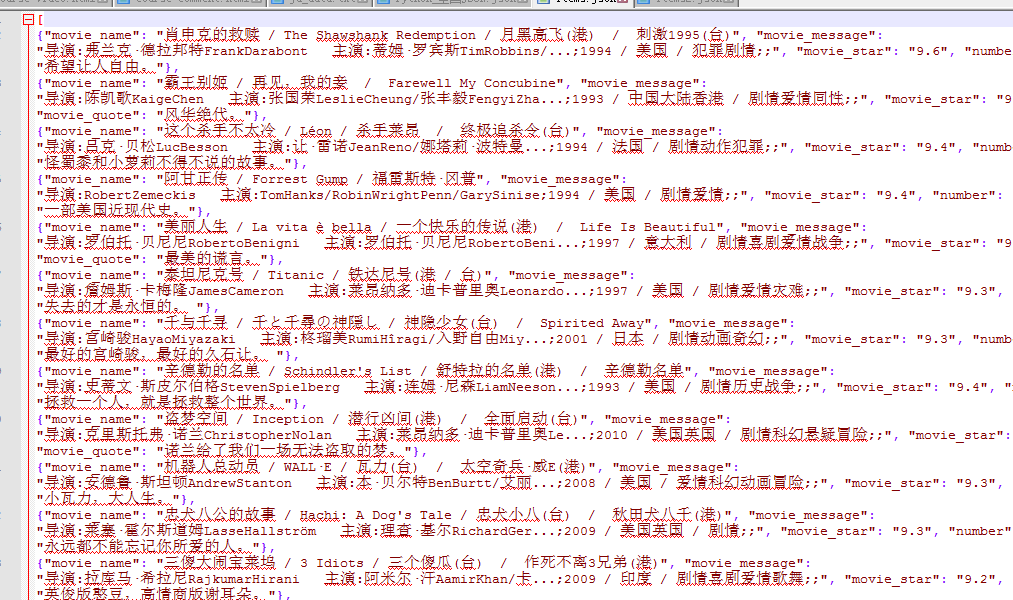 [
{"movie_name": "肖申克的救赎 / The Shawshank Redemption / 月黑高飞(港)  /  刺激1995(台)", "movie_message":
"导演:弗兰克·德拉邦特FrankDarabont   主演:蒂姆·罗宾斯TimRobbins/...;1994 / 美国 / 犯罪剧情;;", "movie_star": "9.6", "numbe
"希望让人自由。"},
{"movie_name": "霸王别姬 / 再见，我的妾  /  Farewell My Concubine", "movie_message":
"导演:陈凯歌KaigeChen   主演:张国荣LeslieCheung/张丰毅FengyiZha...;1993 / 中国大陆香港 / 剧情爱情同性;;", "movie_star": "9
"movie_quote": "风华绝代。"},
{"movie_name": "这个杀手不太冷 / Léon / 杀手莱昂  /  终极追杀令(台)", "movie_message":
"导演:吕克·贝松LucBesson   主演:让·雷诺JeanReno/娜塔莉·波特曼...;1994 / 法国 / 剧情动作犯罪;;", "movie_star": "9.4", "num
"怪蜀黍和小萝莉不得不说的故事。"},
{"movie_name": "阿甘正传 / Forrest Gump / 福雷斯特·冈普", "movie_message":
"导演:RobertZemeckis   主演:TomHanks/RobinWrightPenn/GarySinise;1994 / 美国 / 剧情爱情;;", "movie_star": "9.4", "number":
"一部美国近现代史。"},
{"movie_name": "美丽人生 / La vita è bella / 一个快乐的传说(港)  /  Life Is Beautiful", "movie_message":
"导演:罗伯托·贝尼尼RobertoBenigni   主演:罗伯托·贝尼尼RobertoBeni...;1997 / 意大利 / 剧情喜剧爱情战争;;", "movie_star": "9
"movie_quote": "最美的谎言。"},
{"movie_name": "泰坦尼克号 / Titanic / 铁达尼号(港 / 台)", "movie_message":
"导演:詹姆斯·卡梅隆JamesCameron   主演:莱昂纳多·迪卡普里奥Leonardo...;1997 / 美国 / 剧情爱情灾难;;", "movie_star": "9.3",
"失去的才是永恒的。 "},
{"movie_name": "千与千寻 / 千と千尋の神隠し / 神隐少女(台)  /  Spirited Away", "movie_message":
"导演:宫崎骏HayaoMiyazaki   主演:柊瑠美RumiHiragi/入野自由Miy...;2001 / 日本 / 剧情动画奇幻;;", "movie_star": "9.3", "num
"最好的宫崎骏，最好的久石让。 "},
{"movie_name": "辛德勒的名单 / Schindler's List / 舒特拉的名单(港)  /  辛德勒名单", "movie_message":
"导演:史蒂文·斯皮尔伯格StevenSpielberg   主演:连姆·尼森LiamNeeson...;1993 / 美国 / 剧情历史战争;;", "movie_star": "9.4",
"拯救一个人，就是拯救整个世界。"},
{"movie_name": "盗梦空间 / Inception / 潜行凶间(港)  /  全面启动(台)", "movie_message":
"导演:克里斯托弗·诺兰ChristopherNolan   主演:莱昂纳多·迪卡普里奥Le...;2010 / 美国英国 / 剧情科幻悬疑冒险;;", "movie_star":
"movie_quote": "诺兰给了我们一场无法盗取的梦。"},
{"movie_name": "机器人总动员 / WALL·E / 瓦力(台)  /  太空奇兵·威E(港)", "movie_message":
"导演:安德鲁·斯坦顿AndrewStanton   主演:本·贝尔特BenBurtt/艾丽...;2008 / 美国 / 爱情科幻动画冒险;;", "movie_star": "9.3",
"小瓦力，大人生。"},
{"movie_name": "忠犬八公的故事 / Hachi: A Dog's Tale / 忠犬小八(台)  /  秋田犬八千(港)", "movie_message":
"导演:莱塞·霍尔斯道姆LasseHallström   主演:理查·基尔RichardGer...;2009 / 美国英国 / 剧情;;", "movie_star": "9.3", "number"
"永远都不能忘记你所爱的人。"},
{"movie_name": "三傻大闹宝莱坞 / 3 Idiots / 三个傻瓜(台)  /  作死不离3兄弟(港)", "movie_message":
"导演:拉库马·希拉尼RajkumarHirani   主演:阿米尔·汗AamirKhan/卡...;2009 / 印度 / 剧情喜剧爱情歌舞;;", "movie_star": "9.2",
"英俊版憨豆，高情商版谢耳朵。"},